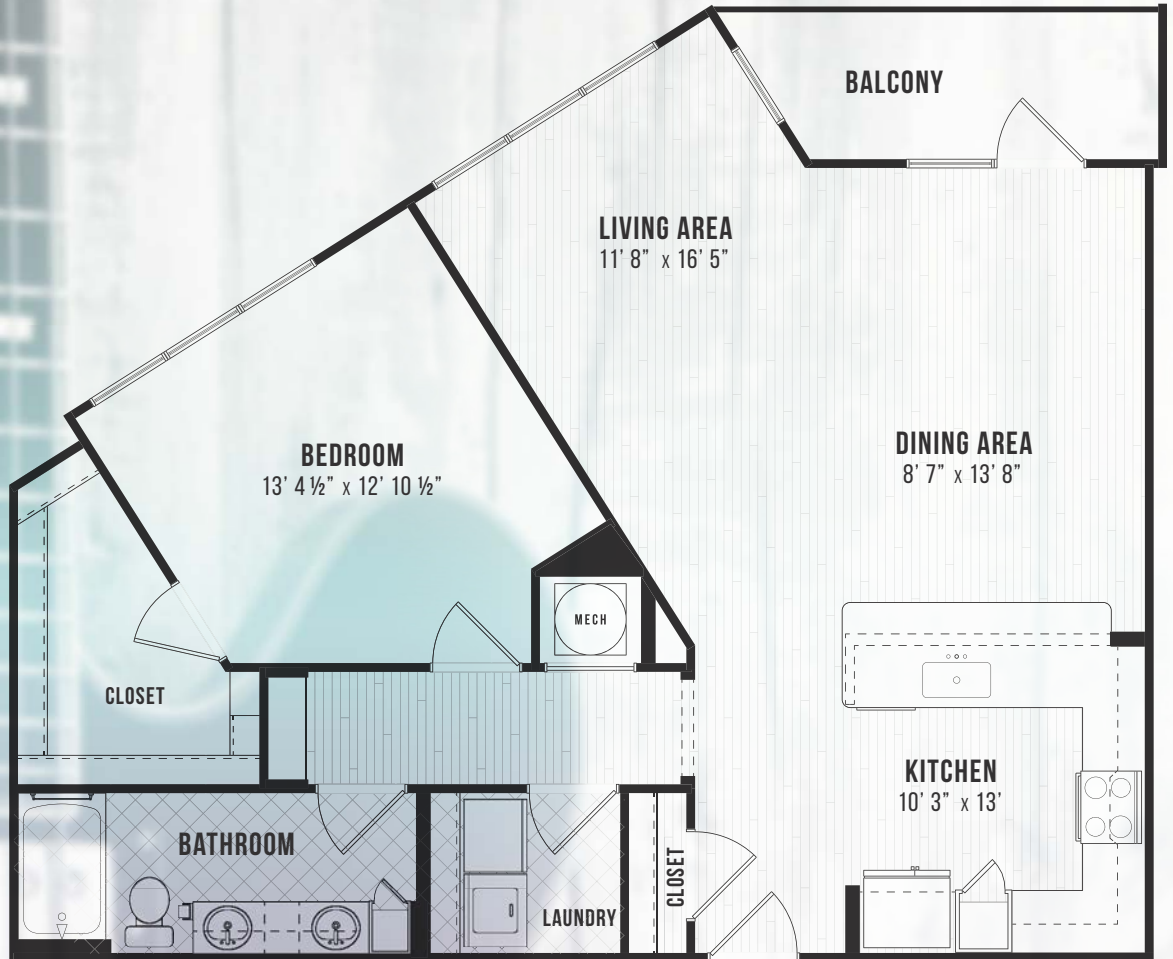 BALCONY
LIVING AREA
11’ 8” x 16’ 5”
DINING AREA
8’ 7” x 13’ 8”
BEDROOM
13’ 4 ½” x 12’ 10 ½”
MECH
CLOSET
KITCHEN
10’ 3” x 13’
BATHROOM
CLOSET
LAUNDRY